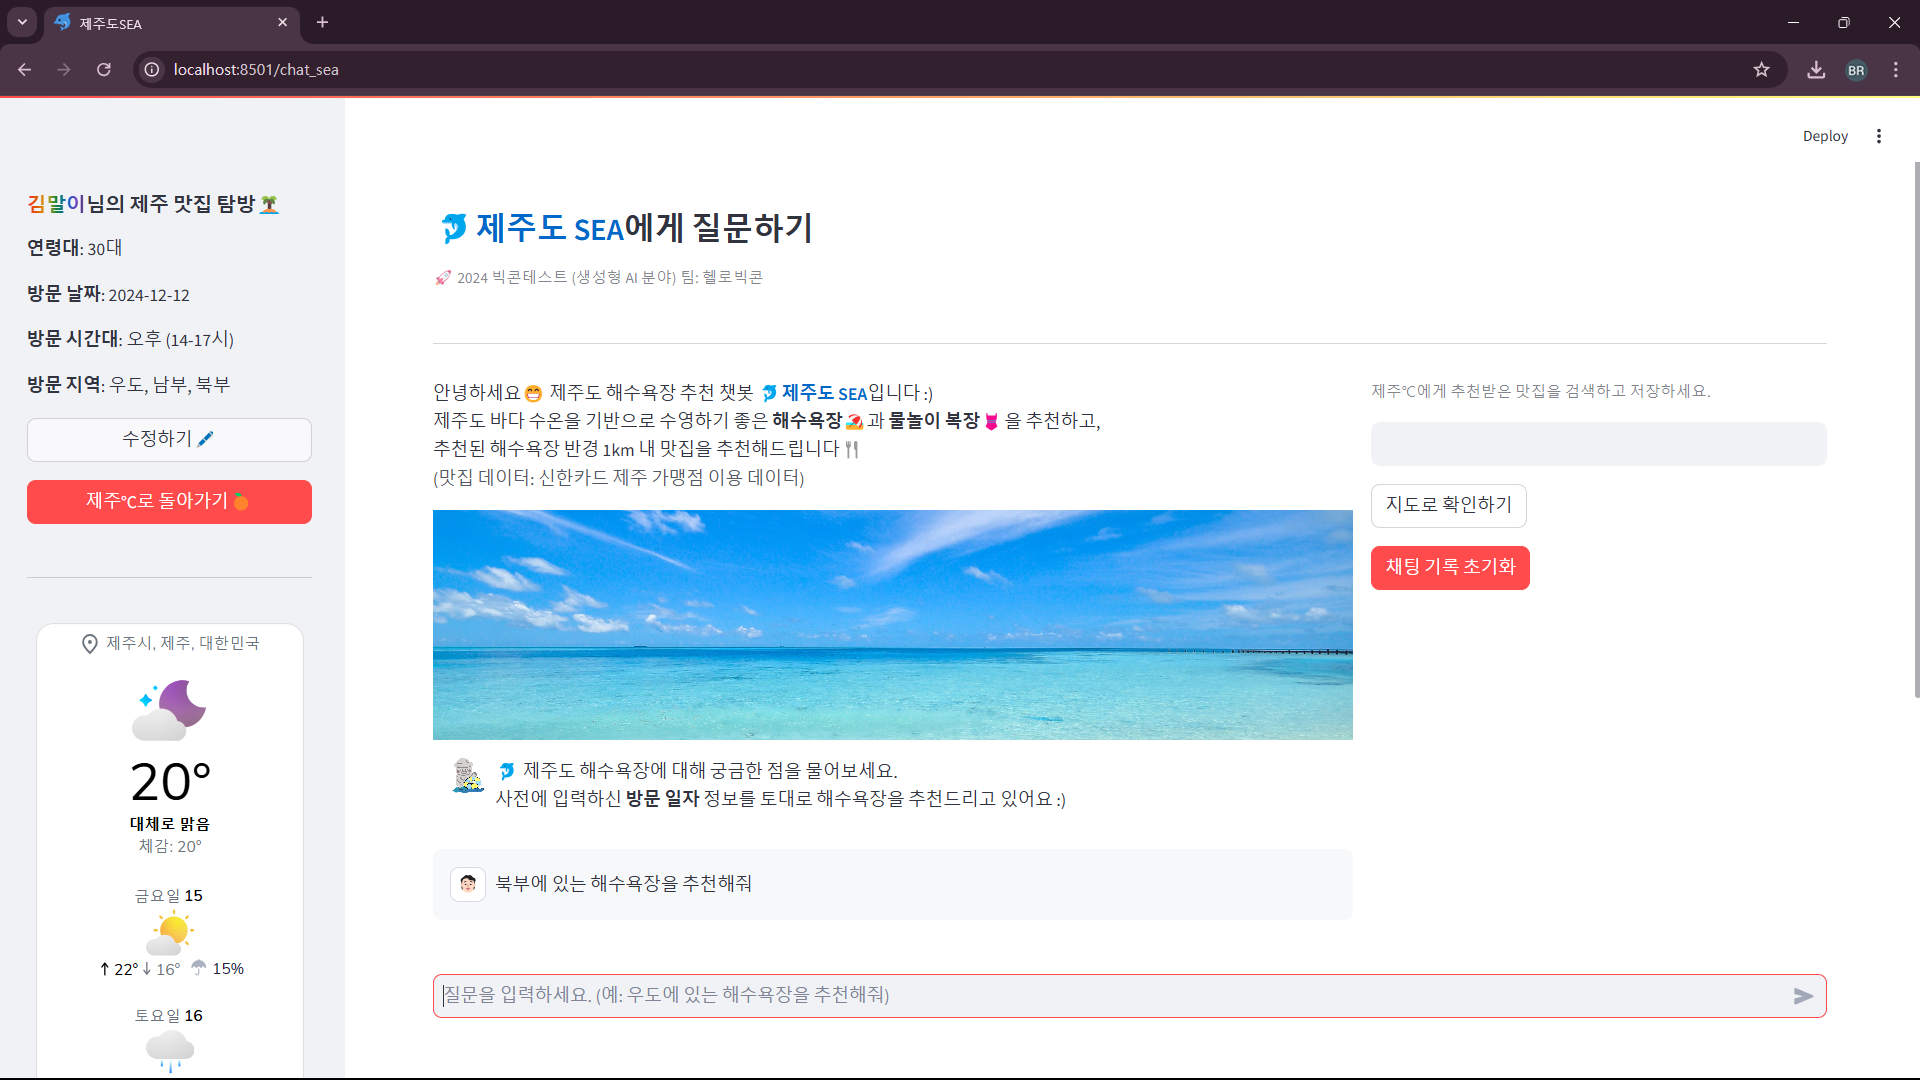 제주도SEA
localhost:8501/chat_sea
BR
Deploy
김말이님의 제주 맛집 탐방
연령대: 30대
방문 날짜: 2024-12-12
방문 시간대: 오후 (14-17시)
방문 지역: 우도, 남부, 북부
수정하기
제주℃로 돌아가기
제주시, 제주, 대한민국
20°
대체로 맑음
체감: 20°
금요일 15
↑ 22° ↓ 16° 15%
토요일 16
제주도 SEA에게 질문하기
2024 빅콘테스트 (생성형 AI 분야) 팀: 헬로빅콘
안녕하세요 제주도 해수욕장 추천 챗봇 제주도 SEA입니다 :)
제주도 바다 수온을 기반으로 수영하기 좋은 해수욕장 과 물놀이 복장 을 추천하고,
추천된 해수욕장 반경 1km 내 맛집을 추천해드립니다
(맛집 데이터: 신한카드 제주 가맹점 이용 데이터)
제주도 해수욕장에 대해 궁금한 점을 물어보세요.
사전에 입력하신 방문 일자 정보를 토대로 해수욕장을 추천드리고 있어요 :)
북부에 있는 해수욕장을 추천해줘
질문을 입력하세요. (예: 우도에 있는 해수욕장을 추천해줘)
제주℃에게 추천받은 맛집을 검색하고 저장하세요.
지도로 확인하기
채팅 기록 초기화